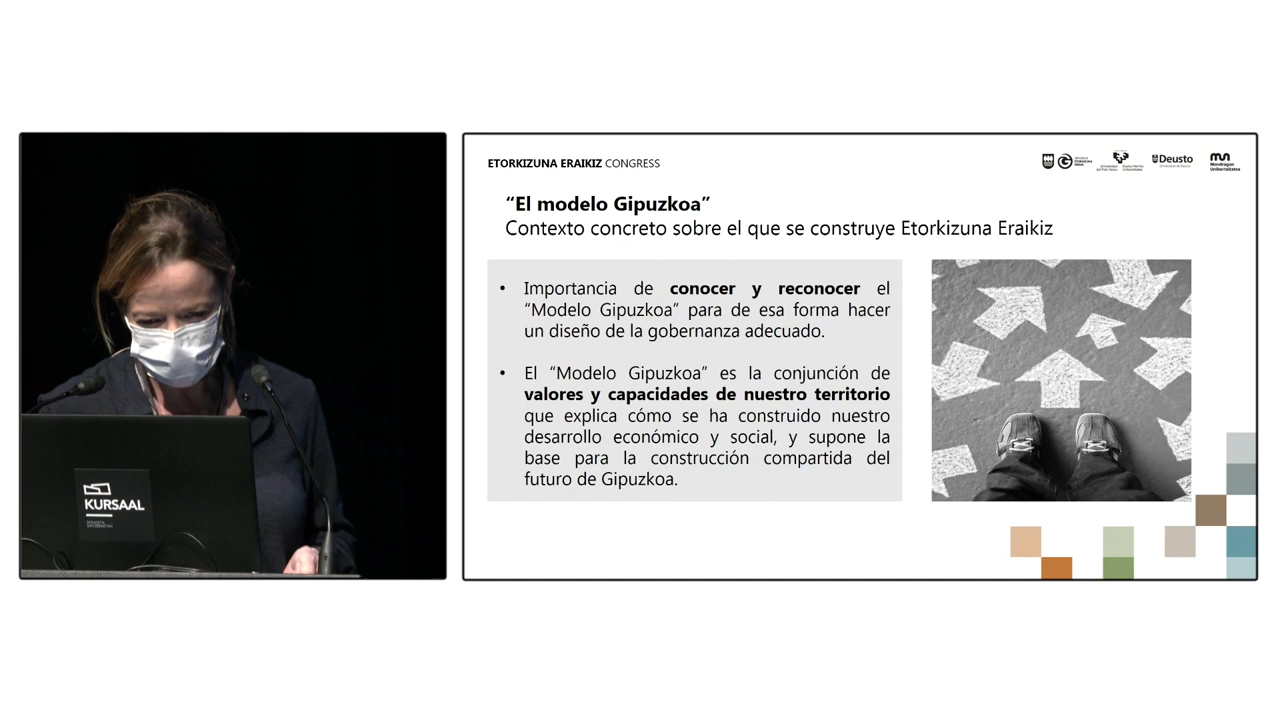 ETORKIZUNA ERAIKIZ CONGRESS
Deusto
Mondragon
Unibertsitatea
“El modelo Gipuzkoa”
Contexto concreto sobre el que se construye Etorkizuna Eraikiz
• Importancia de conocer y reconocer el
“Modelo Gipuzkoa” para de esa forma hacer
un diseño de la gobernanza adecuado.
• El “Modelo Gipuzkoa” es la conjunción de
valores y capacidades de nuestro territorio
que explica cómo se ha construido nuestro
desarrollo económico y social, y supone la
base para la construcción compartida del
futuro de Gipuzkoa.
KURSAAL